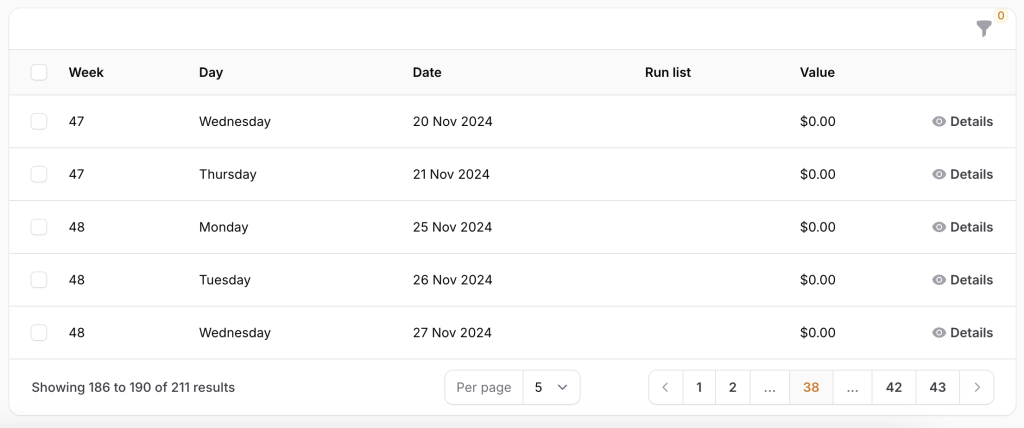 0
Week Day Date Run list Value
47 Wednesday 20 Nov 2024 $0.00 Details
47 Thursday 21 Nov 2024 $0.00 Details
48 Monday 25 Nov 2024 $0.00 Details
48 Tuesday 26 Nov 2024 $0.00 Details
48 Wednesday 27 Nov 2024 $0.00 Details
Showing 186 to 190 of 211 results Per page 5 1 2 ... 38 ... 42 43